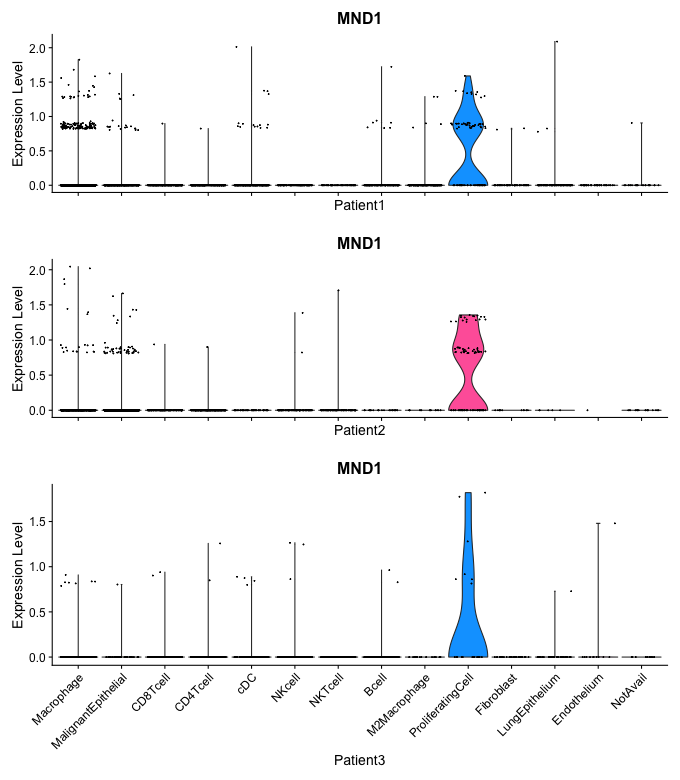 MND1
Expression Level
2.0
1.5
1.0
0.5
0.0
Patient1
MND1
Expression Level
2.0
1.5
1.0
0.5
0.0
Patient2
MND1
Expression Level
1.5
1.0
0.5
0.0
Macrophage
MalignantEpithelial
CD8Tcell
CD4Tcell
cDC
NKcell
NKTcell
Bcell
M2Macrophage
ProliferatingCell
Fibroblast
LungEpithelium
Endothelium
NotAvail
Patient3